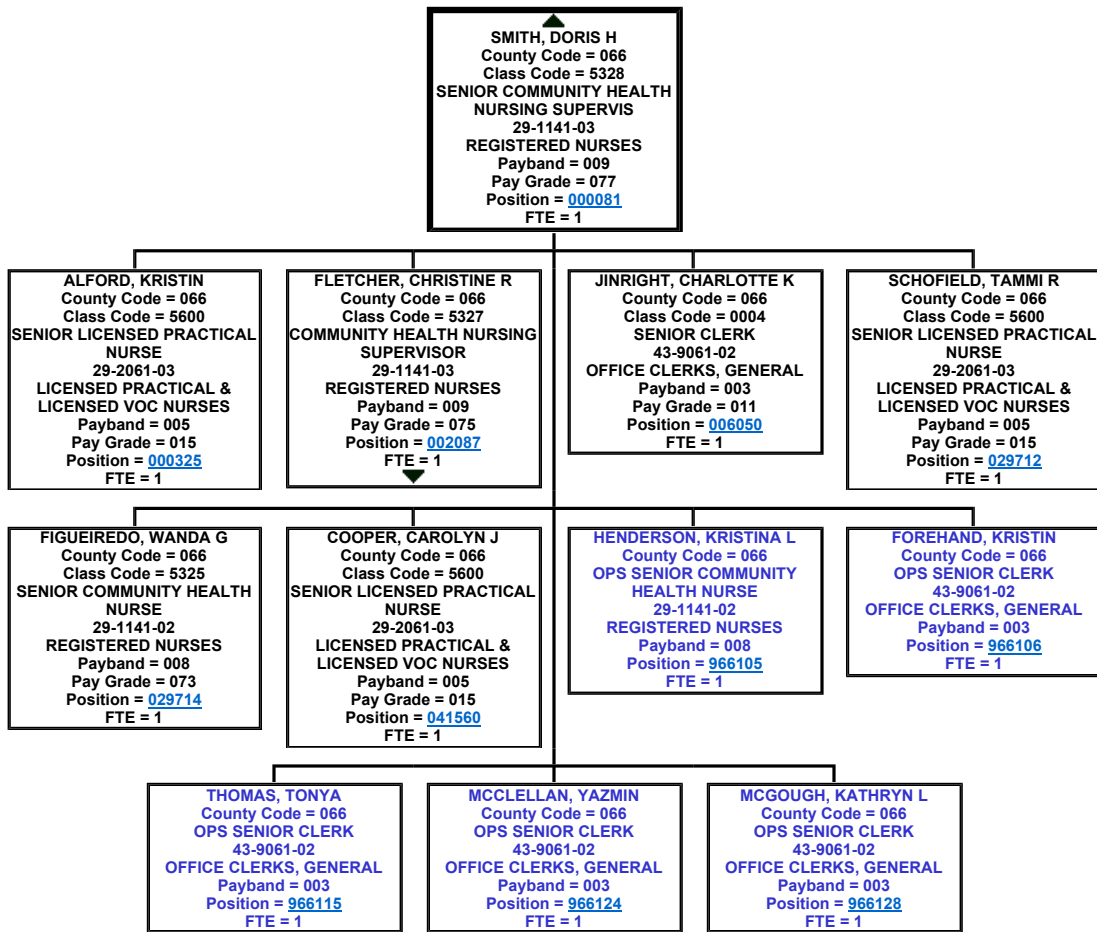 SMITH, DORIS H
County Code = 066
Class Code = 5328
SENIOR COMMUNITY HEALTH
NURSING SUPERVIS
29-1141-03
REGISTERED NURSES
Payband = 009
Pay Grade = 077
Position = 000081
FTE = 1
ALFORD, KRISTIN
County Code = 066
Class Code = 5600
SENIOR LICENSED PRACTICAL
NURSE
29-2061-03
LICENSED PRACTICAL &
LICENSED VOC NURSES
Payband = 005
Pay Grade = 015
Position = 000325
FTE = 1
FLETCHER, CHRISTINE R
County Code = 066
Class Code = 5327
COMMUNITY HEALTH NURSING
SUPERVISOR
29-1141-03
REGISTERED NURSES
Payband = 009
Pay Grade = 075
Position = 002087
FTE = 1
JINRIGHT, CHARLOTTE K
County Code = 066
Class Code = 0004
SENIOR CLERK
43-9061-02
OFFICE CLERKS, GENERAL
Payband = 003
Pay Grade = 011
Position = 006050
FTE = 1
SCHOFIELD, TAMMI R
County Code = 066
Class Code = 5600
SENIOR LICENSED PRACTICAL
NURSE
29-2061-03
LICENSED PRACTICAL &
LICENSED VOC NURSES
Payband = 005
Pay Grade = 015
Position = 029712
FTE = 1
FIGUEIREDO, WANDA G
County Code = 066
Class Code = 5325
SENIOR COMMUNITY HEALTH
NURSE
29-1141-02
REGISTERED NURSES
Payband = 008
Pay Grade = 073
Position = 029714
FTE = 1
COOPER, CAROLYN J
County Code = 066
Class Code = 5600
SENIOR LICENSED PRACTICAL
NURSE
29-2061-03
LICENSED PRACTICAL &
LICENSED VOC NURSES
Payband = 005
Pay Grade = 015
Position = 041560
FTE = 1
HENDERSON, KRISTINA L
County Code = 066
OPS SENIOR COMMUNITY
HEALTH NURSE
29-1141-02
REGISTERED NURSES
Payband = 008
Position = 966105
FTE = 1
FOREHAND, KRISTIN
County Code = 066
OPS SENIOR CLERK
43-9061-02
OFFICE CLERKS, GENERAL
Payband = 003
Position = 966106
FTE = 1
THOMAS, TONYA
County Code = 066
OPS SENIOR CLERK
43-9061-02
OFFICE CLERKS, GENERAL
Payband = 003
Position = 966115
FTE = 1
MCCLELLAN, YAZMIN
County Code = 066
OPS SENIOR CLERK
43-9061-02
OFFICE CLERKS, GENERAL
Payband = 003
Position = 966124
FTE = 1
MCGOUGH, KATHRYN L
County Code = 066
OPS SENIOR CLERK
43-9061-02
OFFICE CLERKS, GENERAL
Payband = 003
Position = 966128
FTE = 1